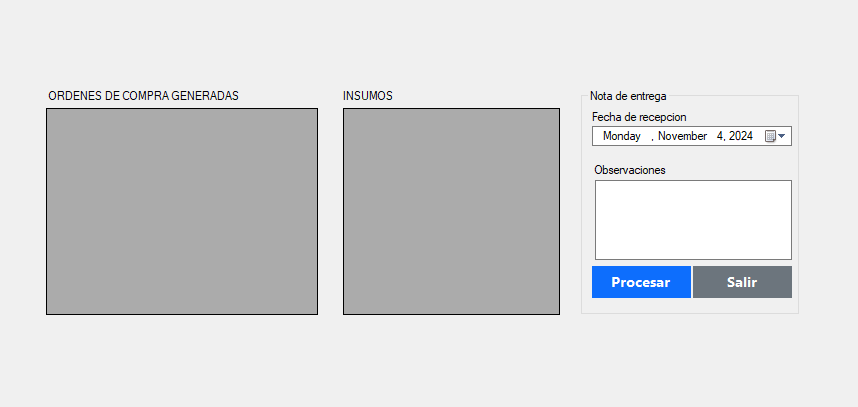 ORDENES DE COMPRA GENERADAS
INSUMOS
Nota de entrega
Fecha de recepcion
Monday , November 4, 2024
Observaciones
Procesar
Salir